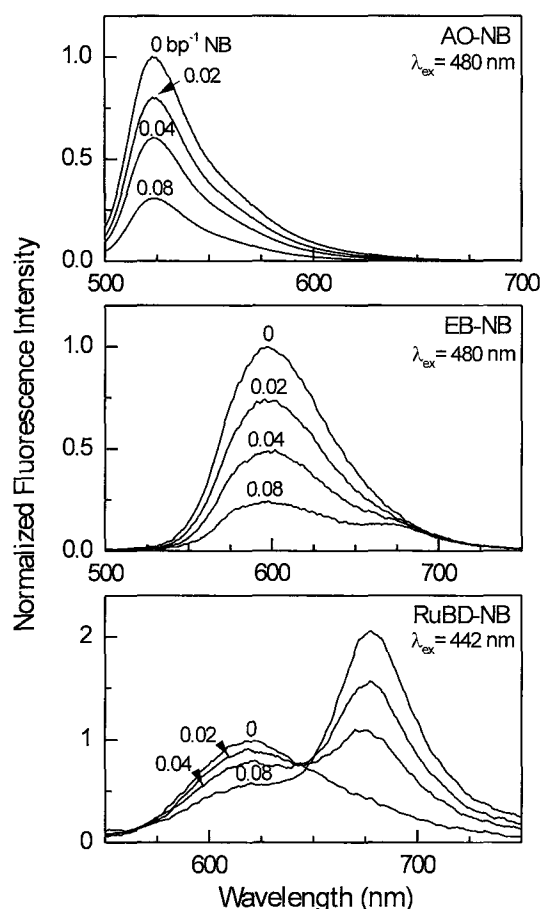 Normalized Fluorescence Intensity
AO-NB
λex = 480 nm
0 bp-1 NB
0.02
0.04
0.08
1.0
0.5
0.0
500 600 700
EB-NB
λex = 480 nm
0
0.02
0.04
0.08
1.0
0.5
0.0
500 600 700
RuBD-NB
λex = 442 nm
0
0.02
0.04
0.08
2
1
0
600 700
Wavelength (nm)